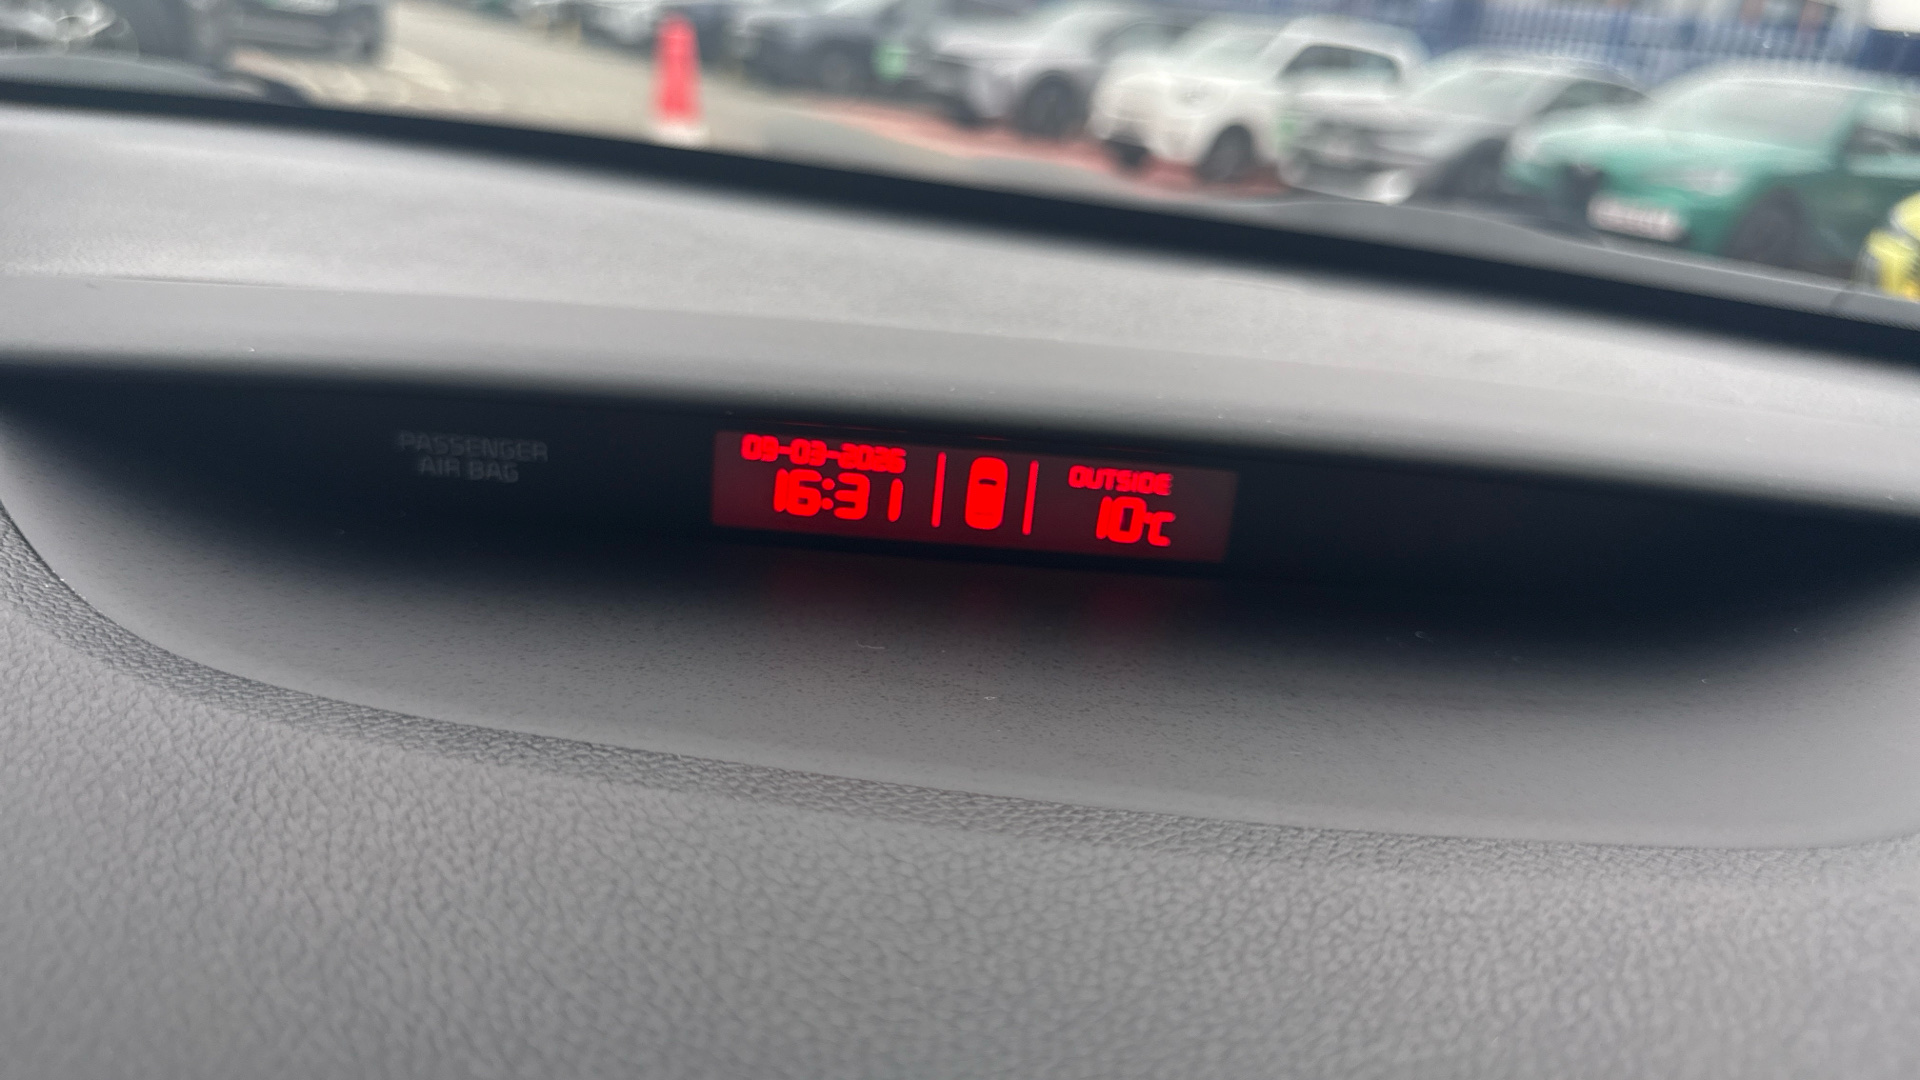 PASSENGER
AIR BAG
09-03-2026
16:31
OUTSIDE
10℃